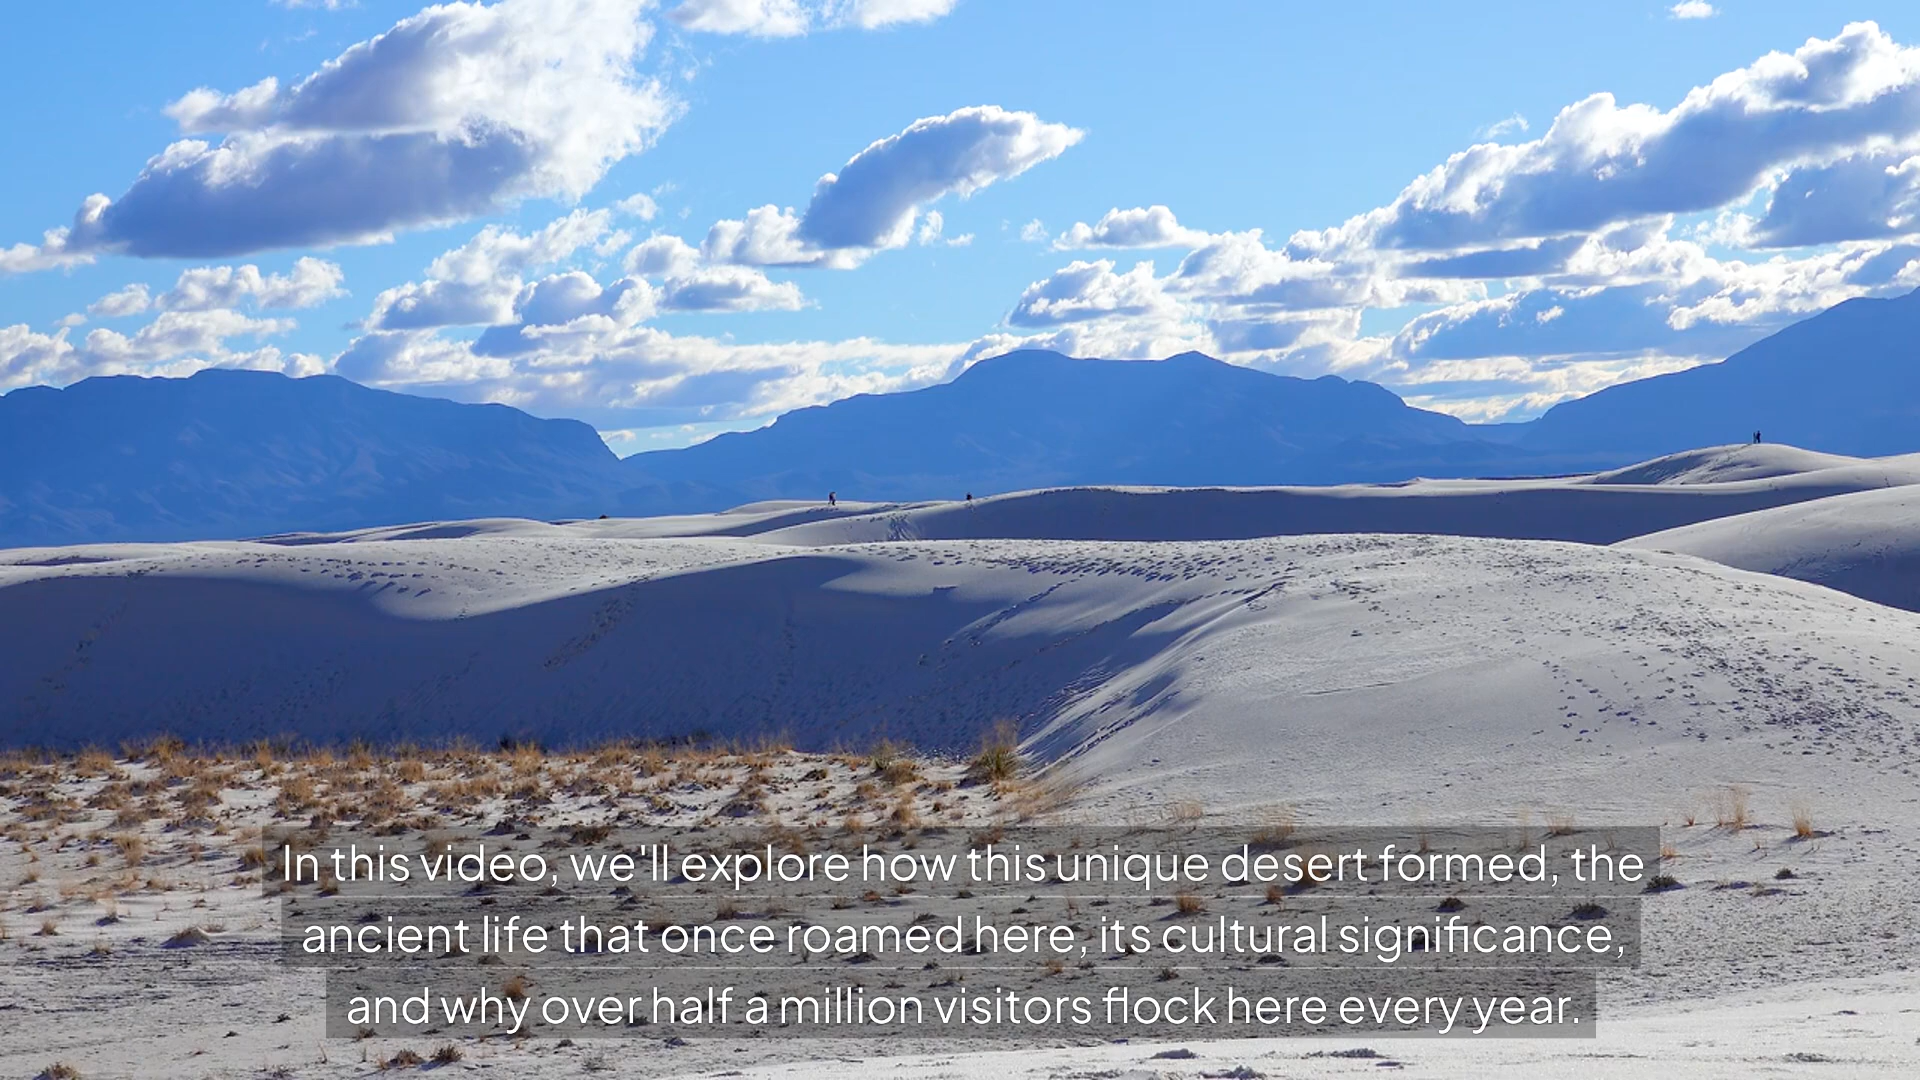 In this video, we'll explore how this unique desert formed, the
ancient life that once roamed here, its cultural significance,
and why over half a million visitors flock here every year.